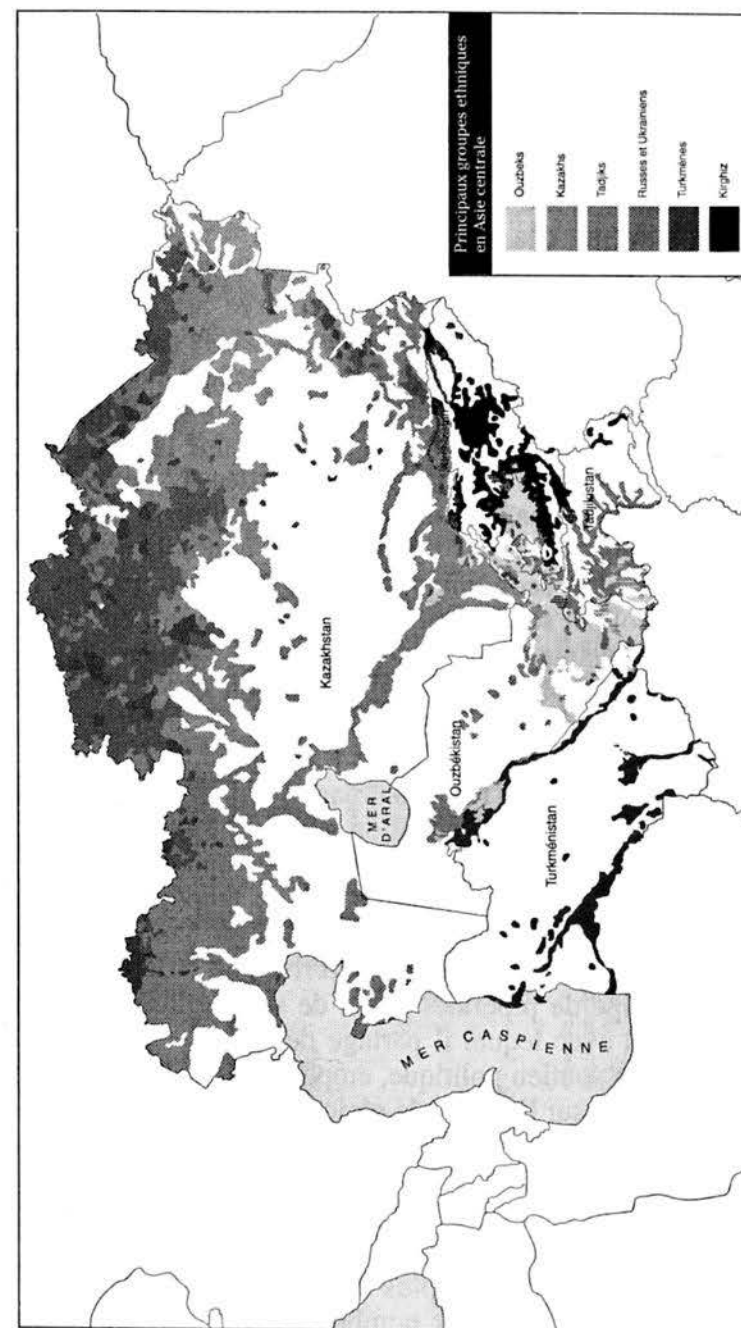 Principaux groupes ethniques
en Asie centrale
Ouzbeks
Kazakhs
Tadjiks
Russes et Ukrainiens
Turkmènes
Kirghiz
Kazakhstan
MER
D'ARAL
Ouzbékistan
Turkménistan
Tadjikistan
MER CASPIENNE